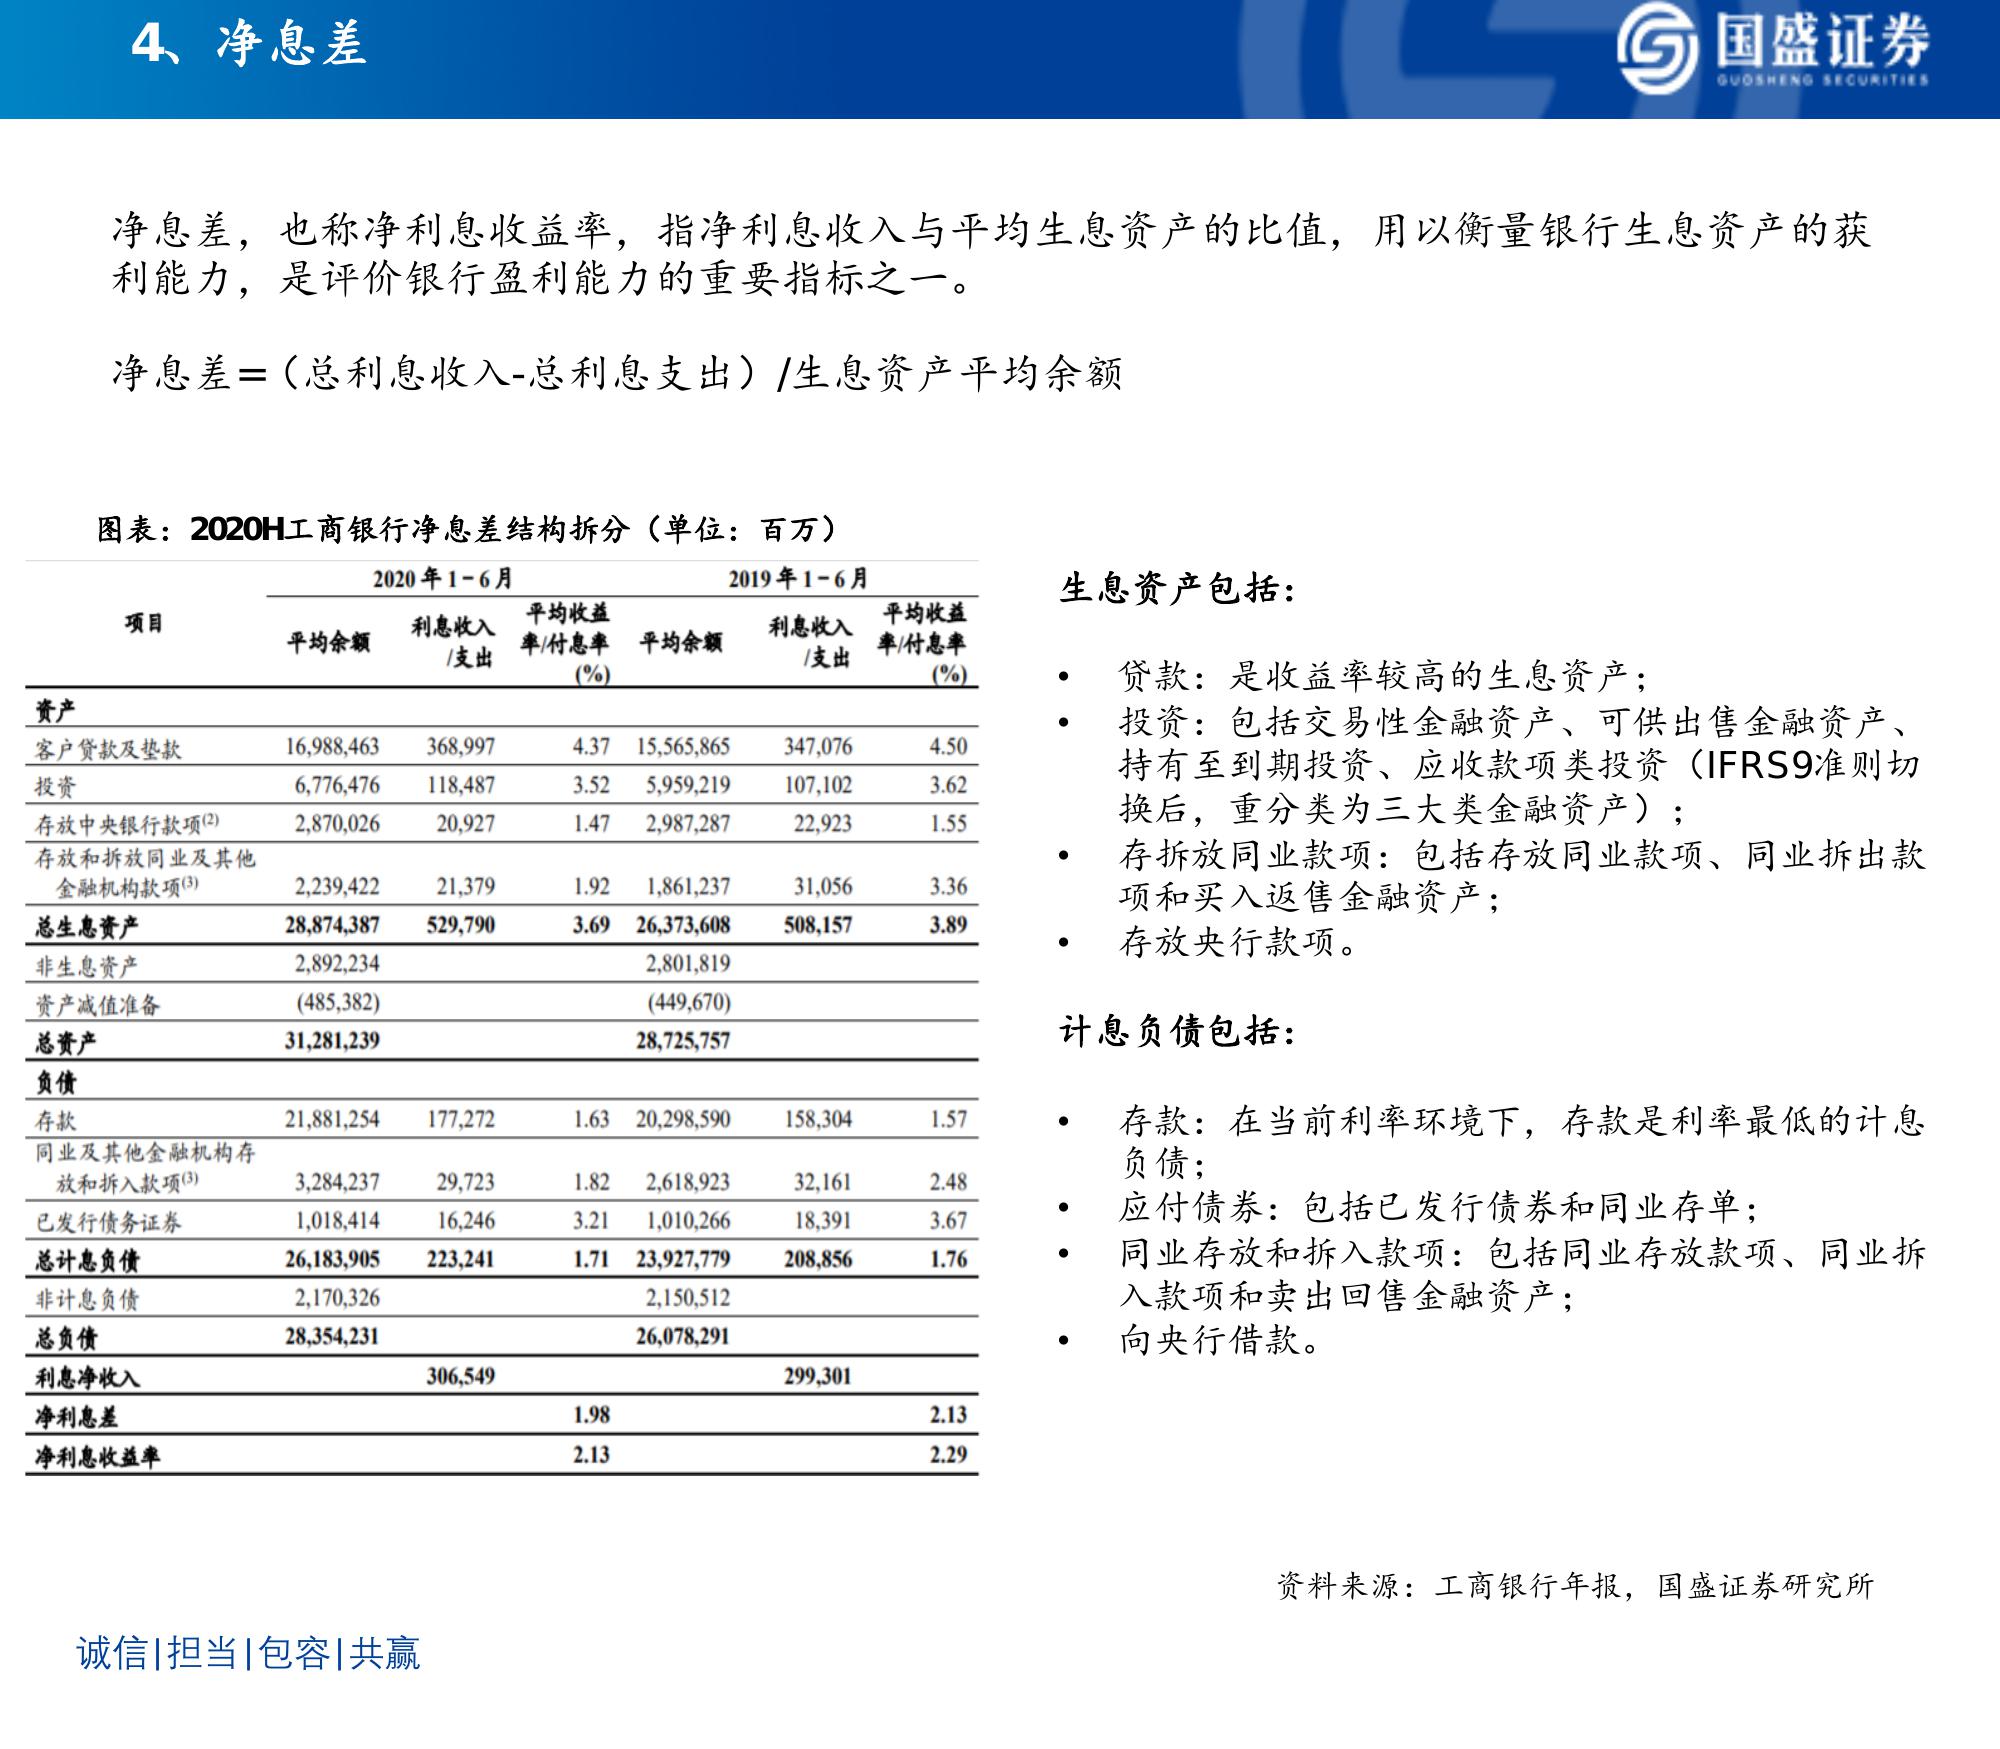 4、净息差
国盛证券
GUOSHENG SECURITIES
净息差，也称净利息收益率，指净利息收入与平均生息资产的比值，用以衡量银行生息资产的获
利能力，是评价银行盈利能力的重要指标之一。
净息差=（总利息收入-总利息支出）/生息资产平均余额
图表：2020H工商银行净息差结构拆分（单位：百万）
2020 年 1－6 月 2019 年 1－6 月
项目 平均余额 利息收入/支出 平均收益率/付息率(%) 平均余额 利息收入/支出 平均收益率/付息率(%)
资产
客户贷款及垫款 16,988,463 368,997 4.37 15,565,865 347,076 4.50
投资 6,776,476 118,487 3.52 5,959,219 107,102 3.62
存放中央银行款项(2) 2,870,026 20,927 1.47 2,987,287 22,923 1.55
存放和拆放同业及其他
金融机构款项(3) 2,239,422 21,379 1.92 1,861,237 31,056 3.36
总生息资产 28,874,387 529,790 3.69 26,373,608 508,157 3.89
非生息资产 2,892,234 2,801,819
资产减值准备 (485,382) (449,670)
总资产 31,281,239 28,725,757
负债
存款 21,881,254 177,272 1.63 20,298,590 158,304 1.57
同业及其他金融机构存
放和拆入款项(3) 3,284,237 29,723 1.82 2,618,923 32,161 2.48
已发行债务证券 1,018,414 16,246 3.21 1,010,266 18,391 3.67
总计息负债 26,183,905 223,241 1.71 23,927,779 208,856 1.76
非计息负债 2,170,326 2,150,512
总负债 28,354,231 26,078,291
利息净收入 306,549 299,301
净利息差 1.98 2.13
净利息收益率 2.13 2.29
生息资产包括：
• 贷款：是收益率较高的生息资产；
• 投资：包括交易性金融资产、可供出售金融资产、
持有至到期投资、应收款项类投资（IFRS9准则切
换后，重分类为三大类金融资产）；
• 存拆放同业款项：包括存放同业款项、同业拆出款
项和买入返售金融资产；
• 存放央行款项。
计息负债包括：
• 存款：在当前利率环境下，存款是利率最低的计息
负债；
• 应付债券：包括已发行债券和同业存单；
• 同业存放和拆入款项：包括同业存放款项、同业拆
入款项和卖出回售金融资产；
• 向央行借款。
资料来源：工商银行年报，国盛证券研究所
诚信|担当|包容|共赢